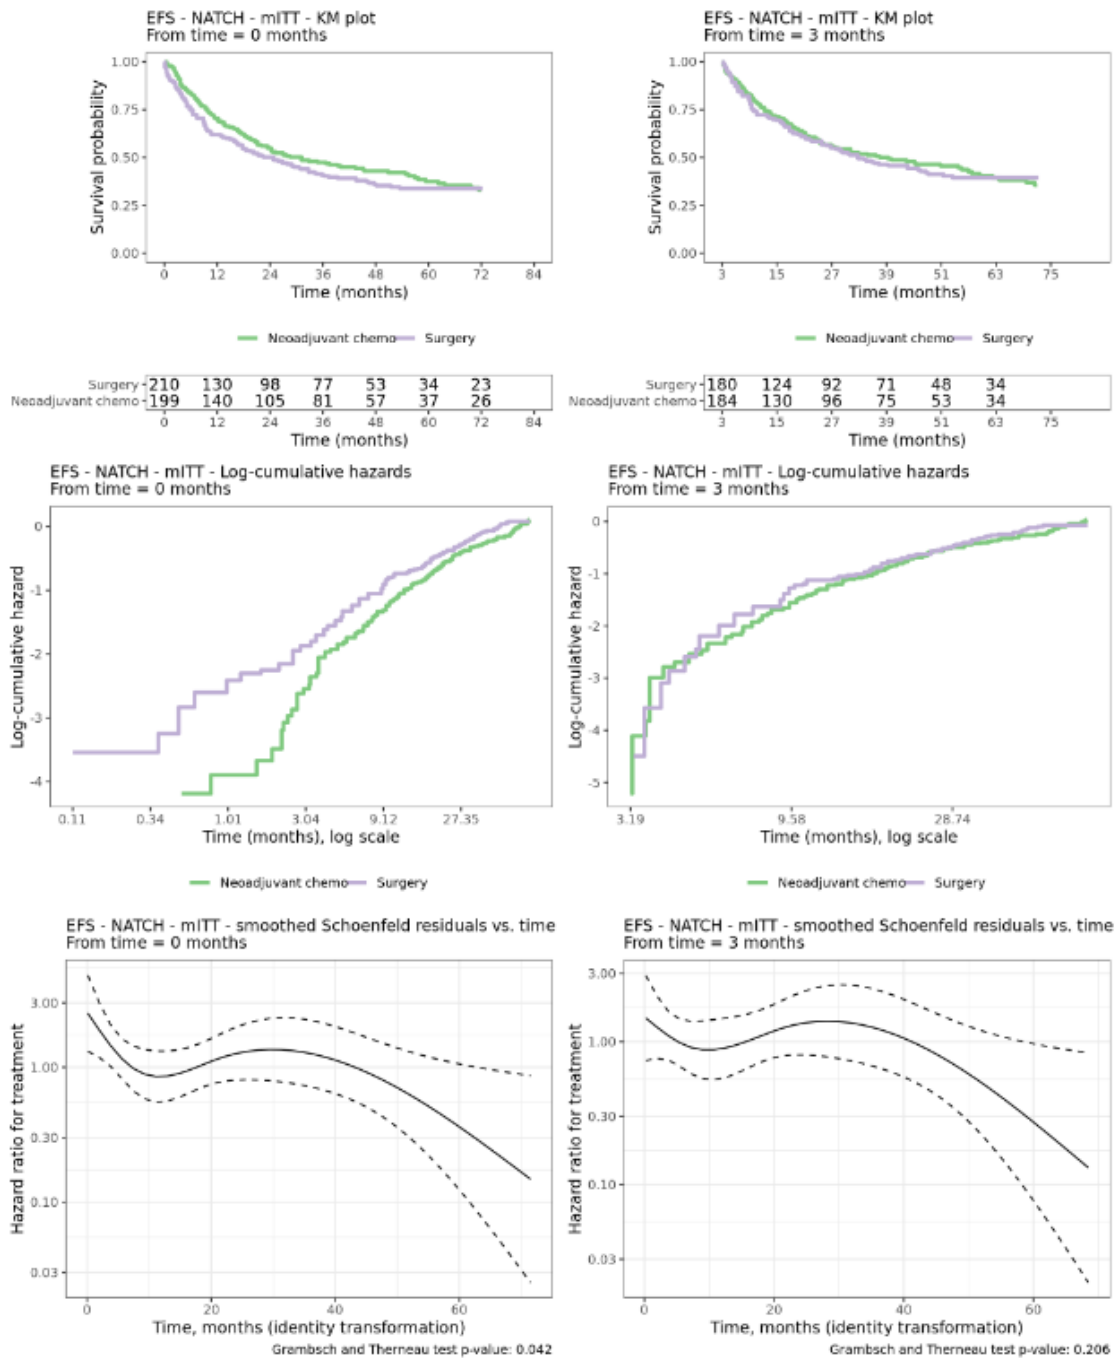 EFS - NATCH - mITT - KM plot
From time = 0 months
1.00
0.75
0.50
0.25
0.00
Survival probability
0 12 24 36 48 60 72 84
Time (months)
Neoadjuvant chemo Surgery
Surgery 210 130 98 77 53 34 23
Neoadjuvant chemo 199 140 105 81 57 37 26
0 12 24 36 48 60 72 84
Time (months)
EFS - NATCH - mITT - KM plot
From time = 3 months
1.00
0.75
0.50
0.25
0.00
Survival probability
3 15 27 39 51 63 75
Time (months)
Neoadjuvant chemo Surgery
Surgery 180 124 92 71 48 34
Neoadjuvant chemo 184 130 96 75 53 34
3 15 27 39 51 63 75
Time (months)
EFS - NATCH - mITT - Log-cumulative hazards
From time = 0 months
0
-1
-2
-3
-4
Log-cumulative hazard
0.11 0.34 1.01 3.04 9.12 27.35
Time (months), log scale
Neoadjuvant chemo Surgery
EFS - NATCH - mITT - Log-cumulative hazards
From time = 3 months
0
-1
-2
-3
-4
-5
Log-cumulative hazard
3.19 9.58 28.74
Time (months), log scale
Neoadjuvant chemo Surgery
EFS - NATCH - mITT - smoothed Schoenfeld residuals vs. time
From time = 0 months
3.00
1.00
0.30
0.10
0.03
Hazard ratio for treatment
0 20 40 60
Time, months (identity transformation)
Grambsch and Therneau test p-value: 0.042
EFS - NATCH - mITT - smoothed Schoenfeld residuals vs. time
From time = 3 months
3.00
1.00
0.30
0.10
0.03
Hazard ratio for treatment
0 20 40 60
Time, months (identity transformation)
Grambsch and Therneau test p-value: 0.206